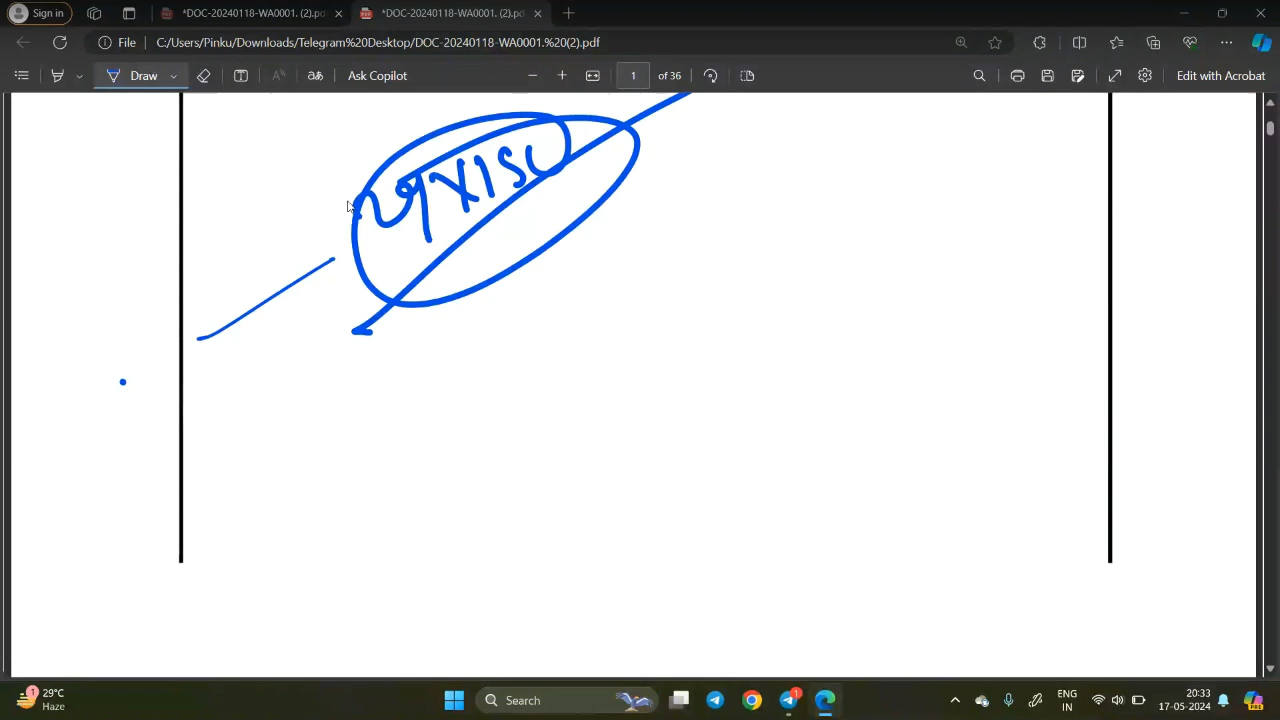 Sign in
*DOC-20240118-WA0001. (2).pd
*DOC-20240118-WA0001. (2).pd
File
C:/Users/Pinku/Downloads/Telegram%20Desktop/DOC-20240118-WA0001.%20(2).pdf
Draw
Ask Copilot
1 of 36
Edit with Acrobat
1
29°C
Haze
Search
1
ENG
IN
20:33
17-05-2024